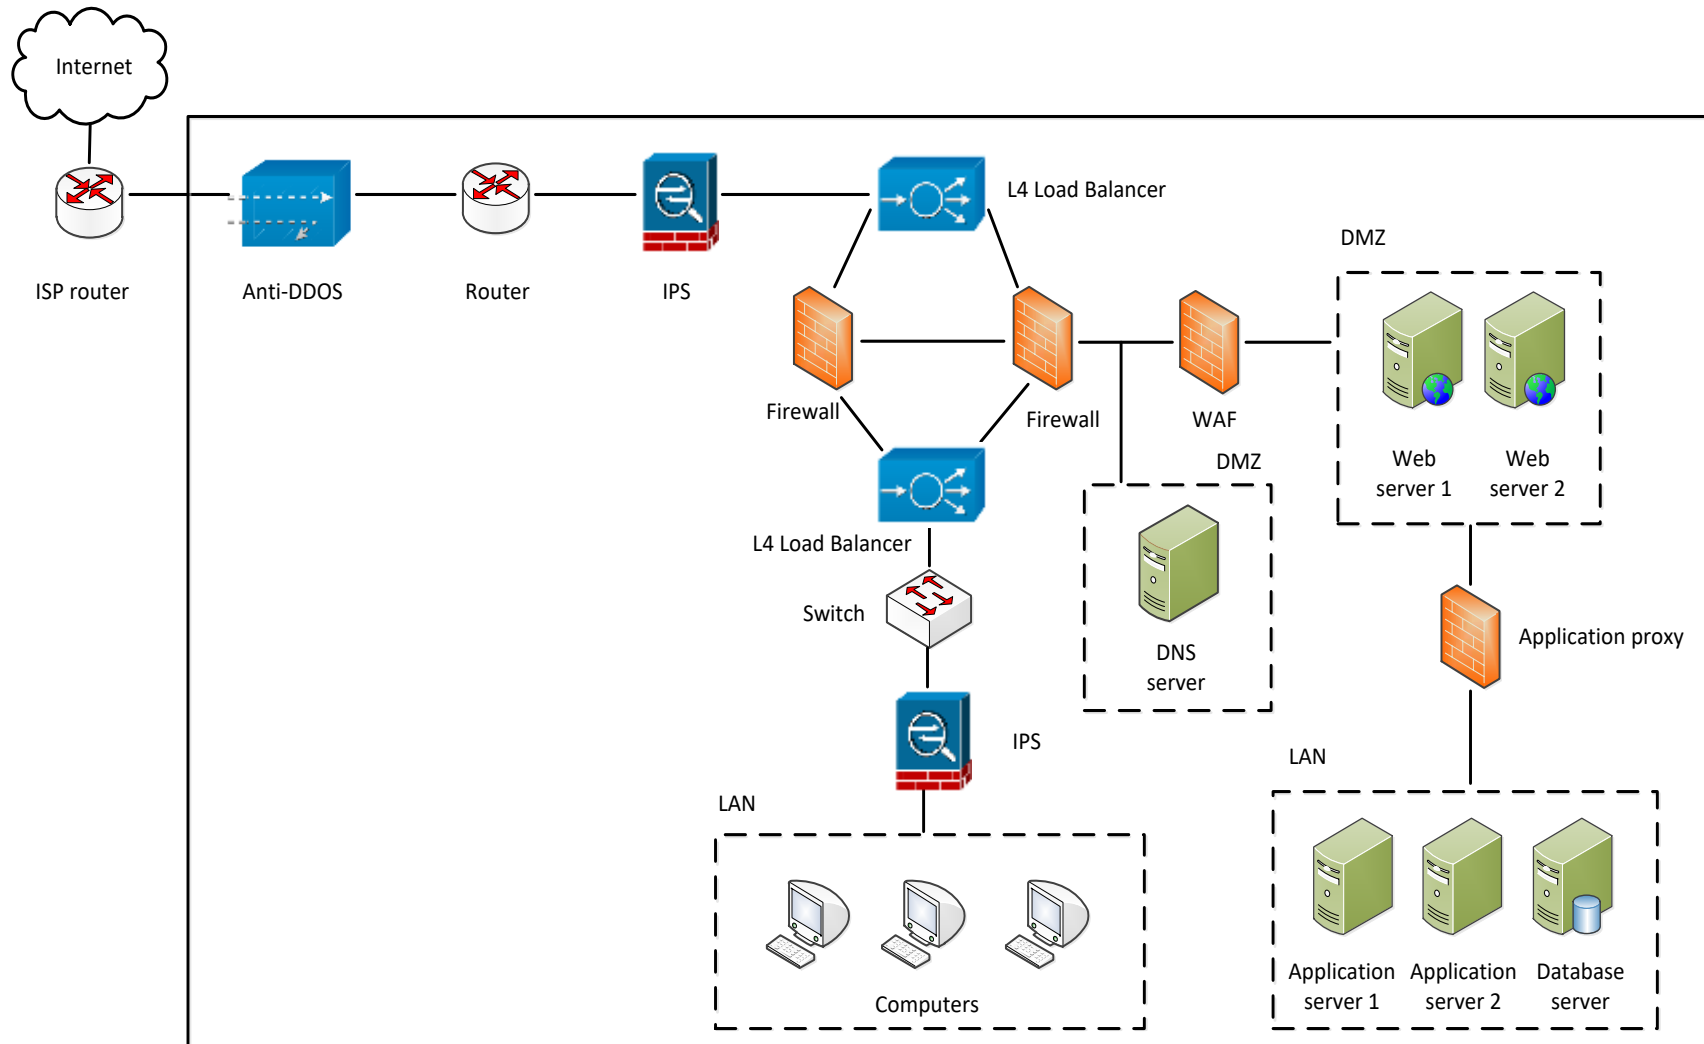 Internet
L4 Load Balancer
DMZ
ISP router
Anti-DDOS
Router
IPS
Firewall
Firewall
WAF
DMZ
Web
server 1
Web
server 2
L4 Load Balancer
Switch
DNS
server
Application proxy
IPS
LAN
LAN
Computers
Application
server 1
Application
server 2
Database
server